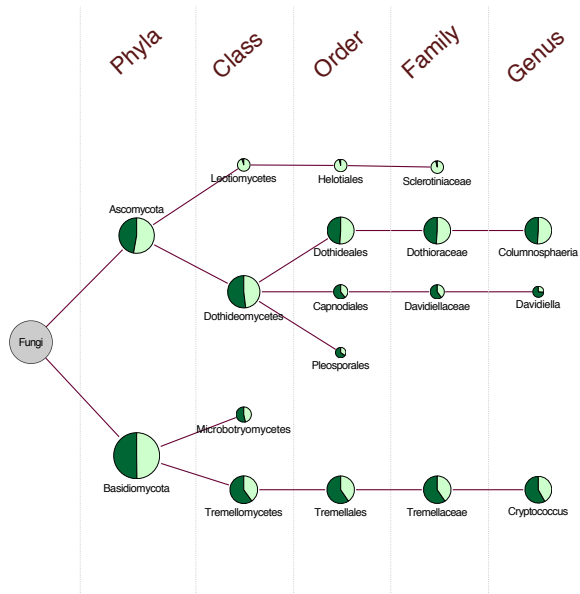 Phyla
Class
Order
Family
Genus
Leotiomycetes
Helotiales
Sclerotiniaceae
Ascomycota
Dothideales
Dothioraceae
Columnosphaeria
Dothideomycetes
Capnodiales
Davidiellaceae
Davidiella
Fungi
Pleosporales
Microbotryomycetes
Basidiomycota
Tremellomycetes
Tremellales
Tremellaceae
Cryptococcus